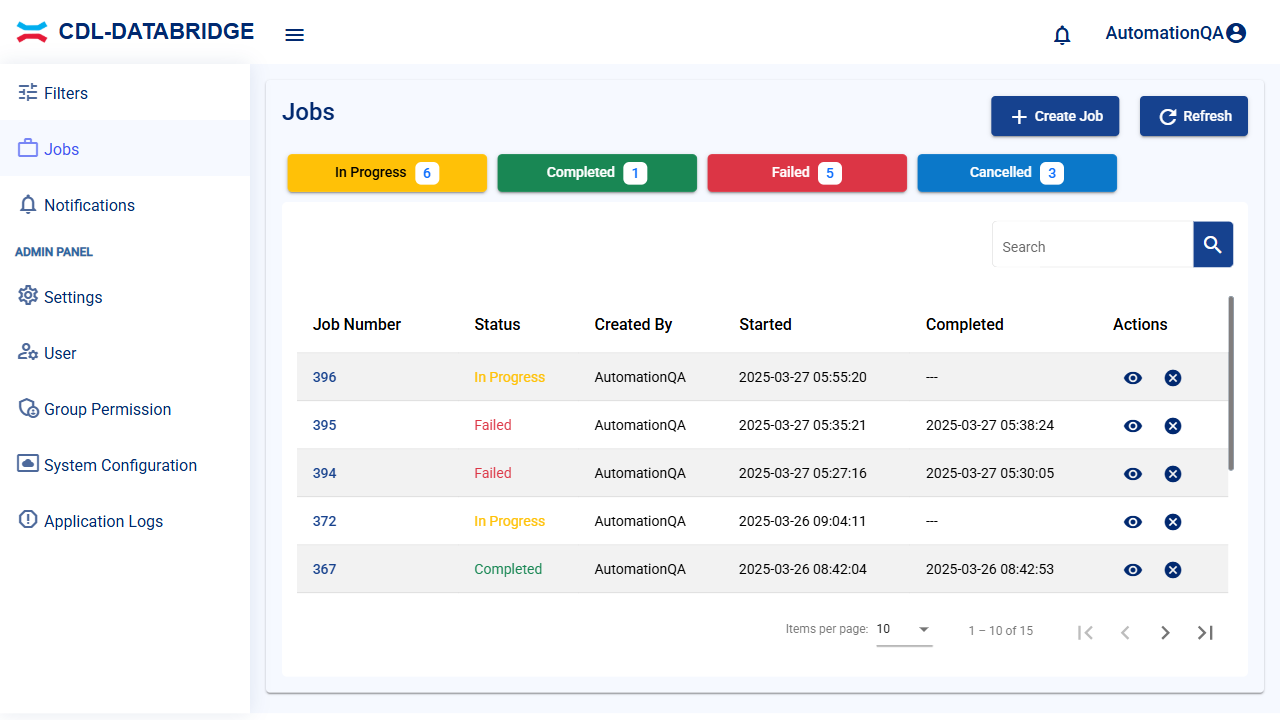 CDL-DATABRIDGE
AutomationQA
Filters
Jobs
Notifications
ADMIN PANEL
Settings
User
Group Permission
System Configuration
Application Logs
Jobs
Create Job
Refresh
In Progress 6
Completed 1
Failed 5
Cancelled 3
Search
Job Number Status Created By Started Completed Actions
396 In Progress AutomationQA 2025-03-27 05:55:20 ---
395 Failed AutomationQA 2025-03-27 05:35:21 2025-03-27 05:38:24
394 Failed AutomationQA 2025-03-27 05:27:16 2025-03-27 05:30:05
372 In Progress AutomationQA 2025-03-26 09:04:11 ---
367 Completed AutomationQA 2025-03-26 08:42:04 2025-03-26 08:42:53
Items per page: 10 1 – 10 of 15